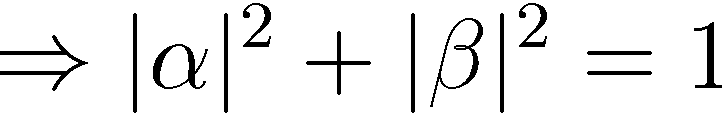 ⇒ |α|² + |β|² = 1